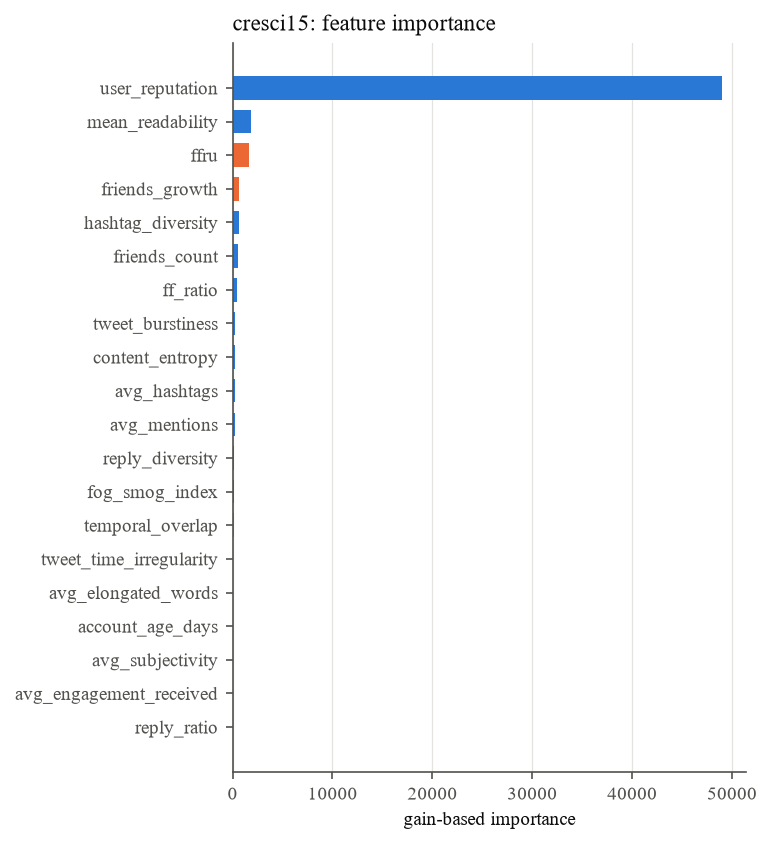 cresci15: feature importance
user_reputation
mean_readability
ffru
friends_growth
hashtag_diversity
friends_count
ff_ratio
tweet_burstiness
content_entropy
avg_hashtags
avg_mentions
reply_diversity
fog_smog_index
temporal_overlap
tweet_time_irregularity
avg_elongated_words
account_age_days
avg_subjectivity
avg_engagement_received
reply_ratio
0 10000 20000 30000 40000 50000
gain-based importance